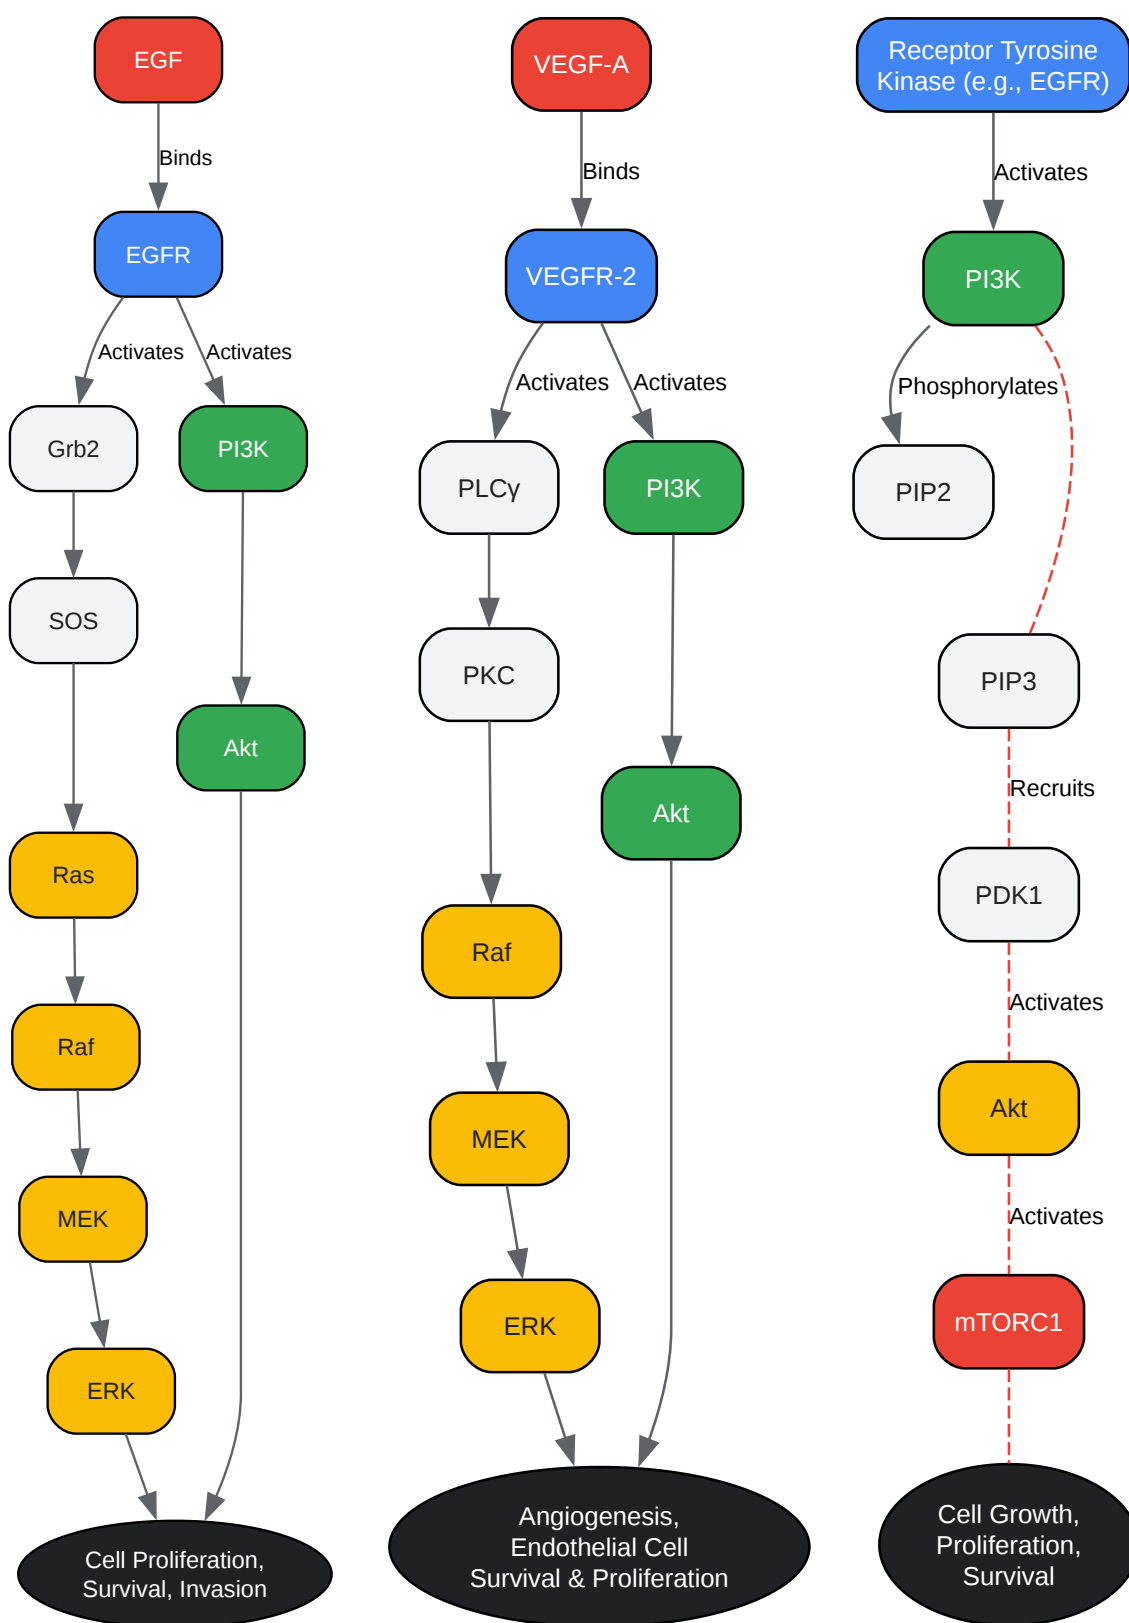 EGF
Binds
EGFR
Activates
Activates
Grb2
PI3K
SOS
Akt
Ras
Raf
MEK
ERK
Cell Proliferation,
Survival, Invasion
VEGF-A
Binds
VEGFR-2
Activates
Activates
PLCγ
PI3K
PKC
Akt
Raf
MEK
ERK
Angiogenesis,
Endothelial Cell
Survival & Proliferation
Receptor Tyrosine
Kinase (e.g., EGFR)
Activates
PI3K
Phosphorylates
PIP2
PIP3
Recruits
PDK1
Activates
Akt
Activates
mTORC1
Cell Growth,
Proliferation,
Survival